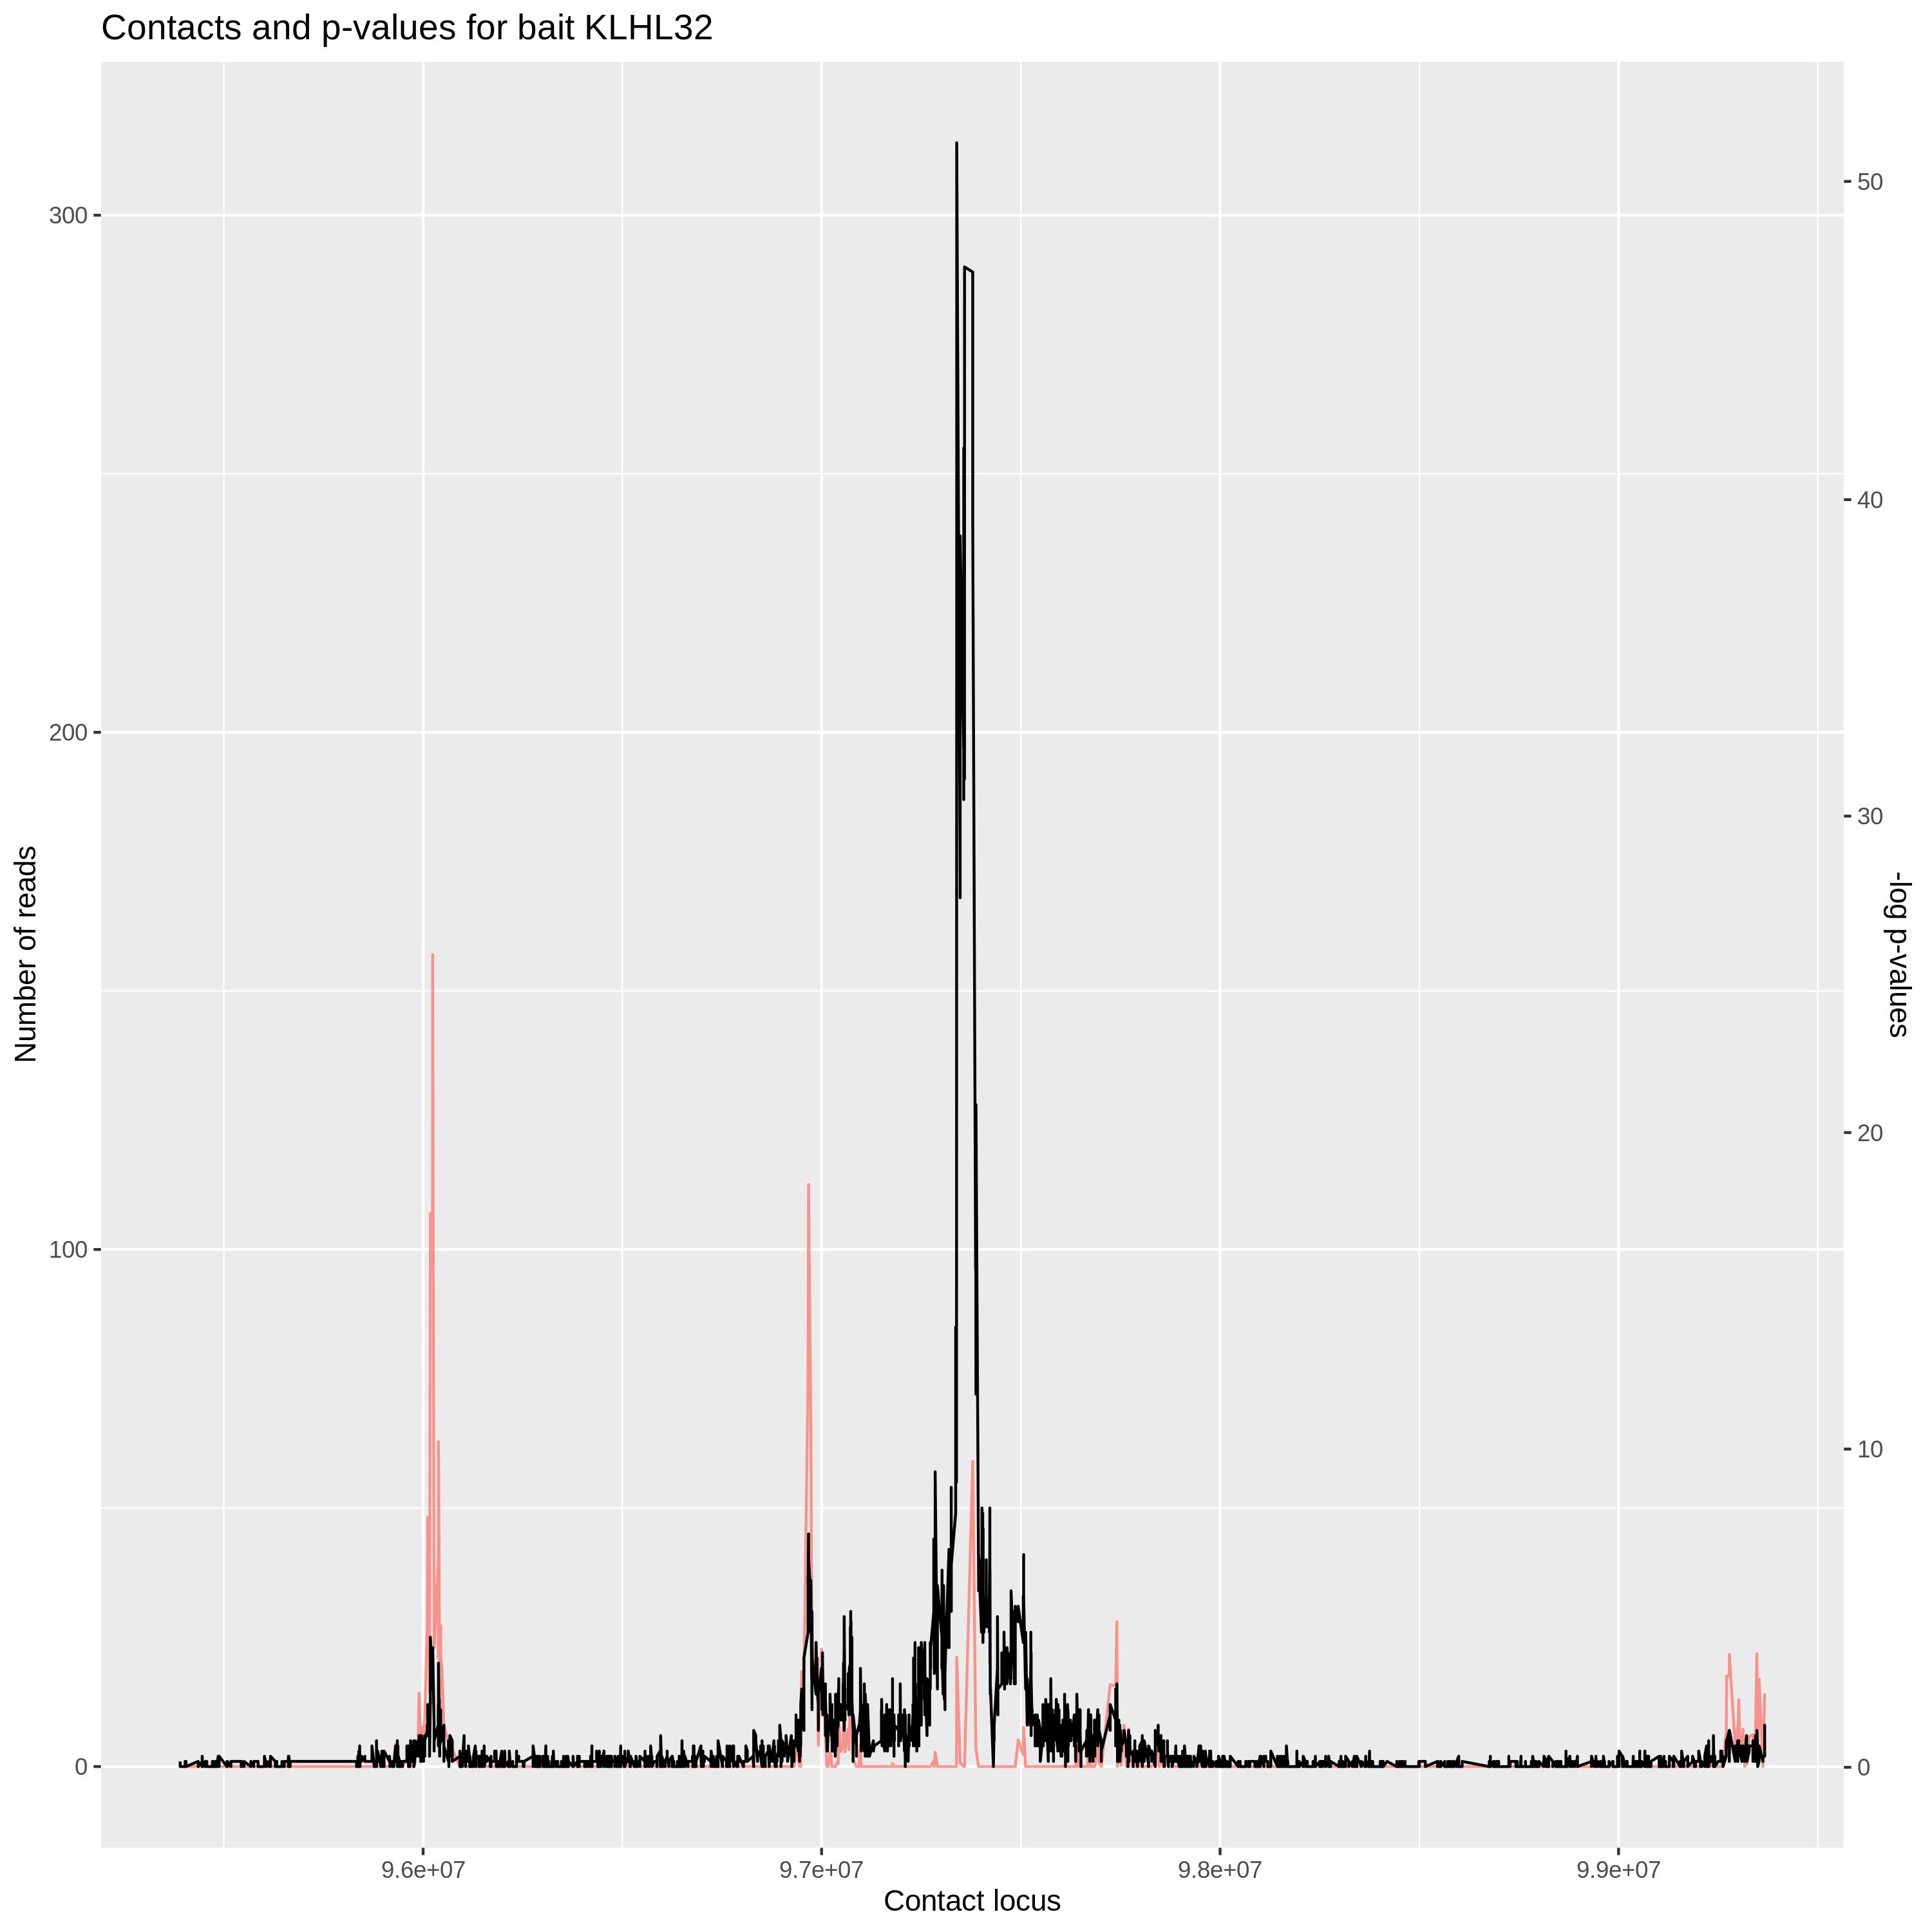 Contacts and p-values for bait KLHL32
300
200
100
0
50
40
30
20
10
0
Number of reads
-log p-values
9.6e+07 9.7e+07 9.8e+07 9.9e+07
Contact locus